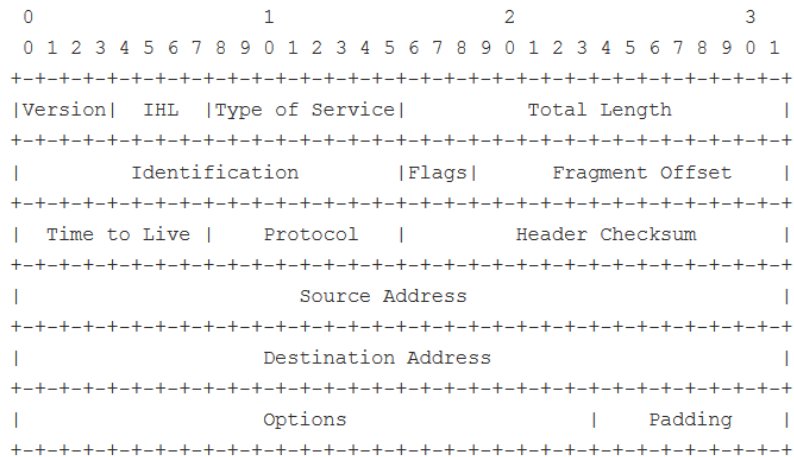 0                   1                   2                   3
 0 1 2 3 4 5 6 7 8 9 0 1 2 3 4 5 6 7 8 9 0 1 2 3 4 5 6 7 8 9 0 1
+-+-+-+-+-+-+-+-+-+-+-+-+-+-+-+-+-+-+-+-+-+-+-+-+-+-+-+-+-+-+-+-+
|Version|  IHL  |Type of Service|          Total Length         |
+-+-+-+-+-+-+-+-+-+-+-+-+-+-+-+-+-+-+-+-+-+-+-+-+-+-+-+-+-+-+-+-+
|         Identification        |Flags|      Fragment Offset    |
+-+-+-+-+-+-+-+-+-+-+-+-+-+-+-+-+-+-+-+-+-+-+-+-+-+-+-+-+-+-+-+-+
|  Time to Live |    Protocol   |         Header Checksum       |
+-+-+-+-+-+-+-+-+-+-+-+-+-+-+-+-+-+-+-+-+-+-+-+-+-+-+-+-+-+-+-+-+
|                       Source Address                          |
+-+-+-+-+-+-+-+-+-+-+-+-+-+-+-+-+-+-+-+-+-+-+-+-+-+-+-+-+-+-+-+-+
|                    Destination Address                        |
+-+-+-+-+-+-+-+-+-+-+-+-+-+-+-+-+-+-+-+-+-+-+-+-+-+-+-+-+-+-+-+-+
|                    Options                    |    Padding    |
+-+-+-+-+-+-+-+-+-+-+-+-+-+-+-+-+-+-+-+-+-+-+-+-+-+-+-+-+-+-+-+-+